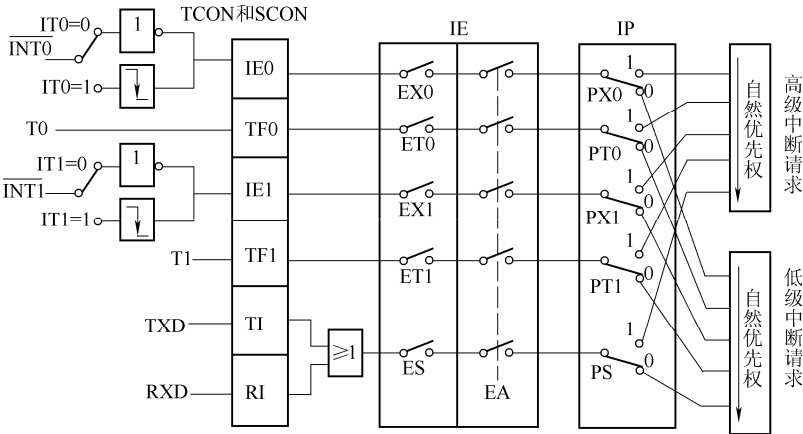 TCON和SCON
IE
IP
IT0=0
1
INT0
IT0=1
IE0
EX0
1
0
PX0
T0
TF0
ET0
1
0
PT0
IT1=0
1
INT1
IT1=1
IE1
EX1
1
0
PX1
T1
TF1
ET1
1
0
PT1
TXD
TI
≥1
ES
EA
1
0
PS
RXD
RI
自然优先权
高级中断请求
自然优先权
低级中断请求